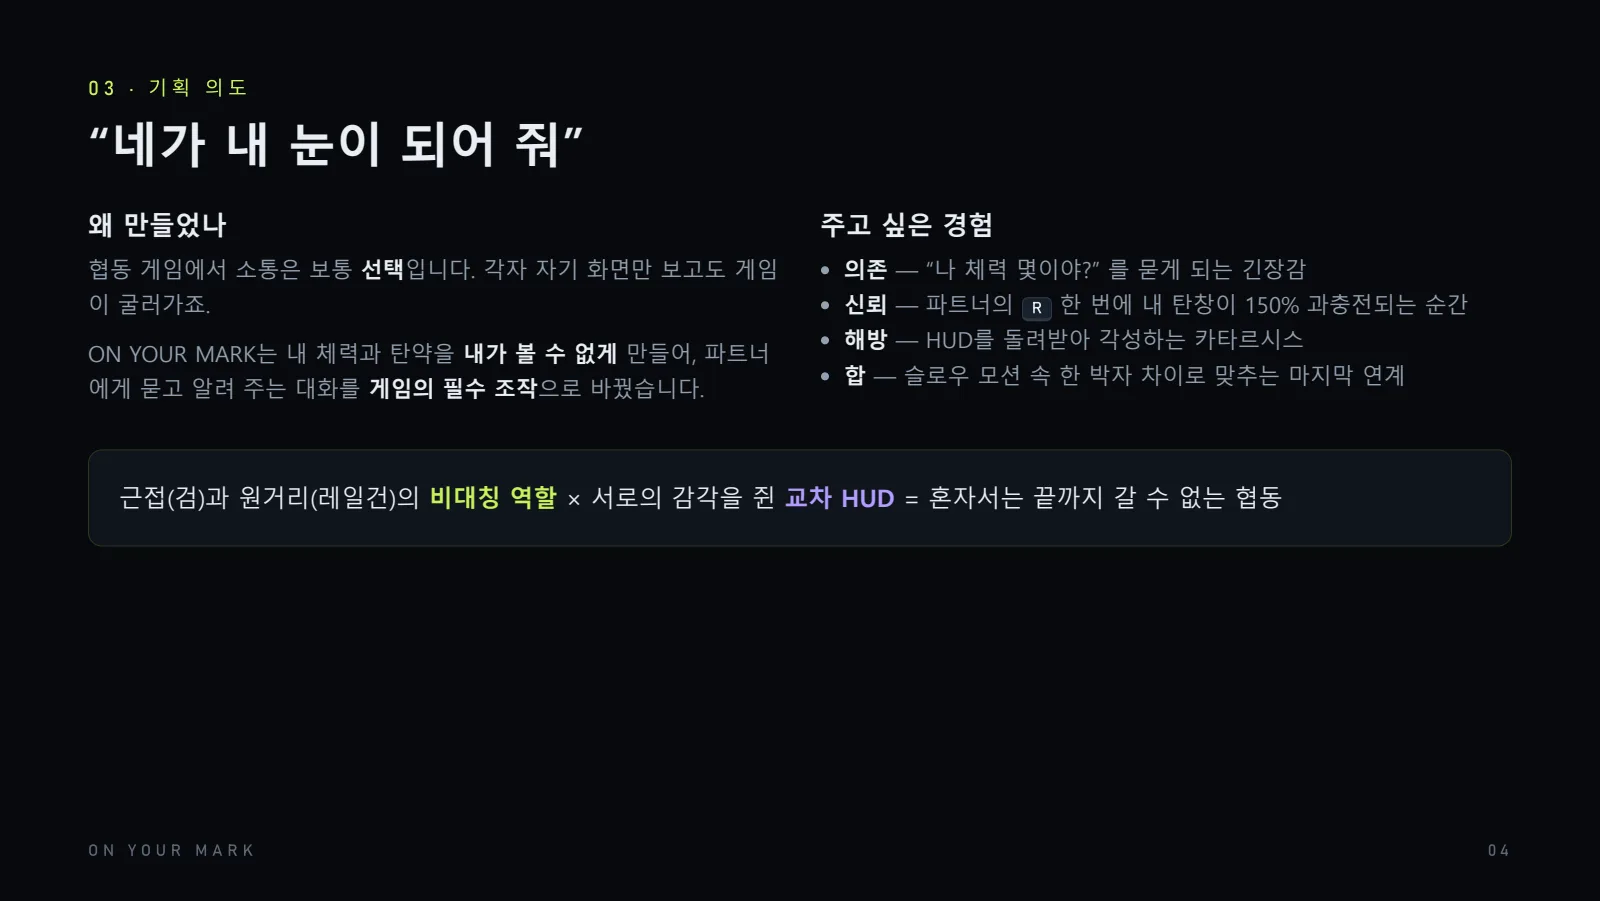 03 · 기획 의도
“네가 내 눈이 되어 줘”
왜 만들었나
협동 게임에서 소통은 보통 선택입니다. 각자 자기 화면만 보고도 게임
이 굴러가죠.
ON YOUR MARK는 내 체력과 탄약을 내가 볼 수 없게 만들어, 파트너
에게 묻고 알려 주는 대화를 게임의 필수 조작으로 바꿨습니다.
주고 싶은 경험
• 의존 — “나 체력 몇이야?” 를 묻게 되는 긴장감
• 신뢰 — 파트너의 R 한 번에 내 탄창이 150% 과충전되는 순간
• 해방 — HUD를 돌려받아 각성하는 카타르시스
• 합 — 슬로우 모션 속 한 박자 차이로 맞추는 마지막 연계
근접(검)과 원거리(레일건)의 비대칭 역할 × 서로의 감각을 쥔 교차 HUD = 혼자서는 끝까지 갈 수 없는 협동
ON YOUR MARK
04